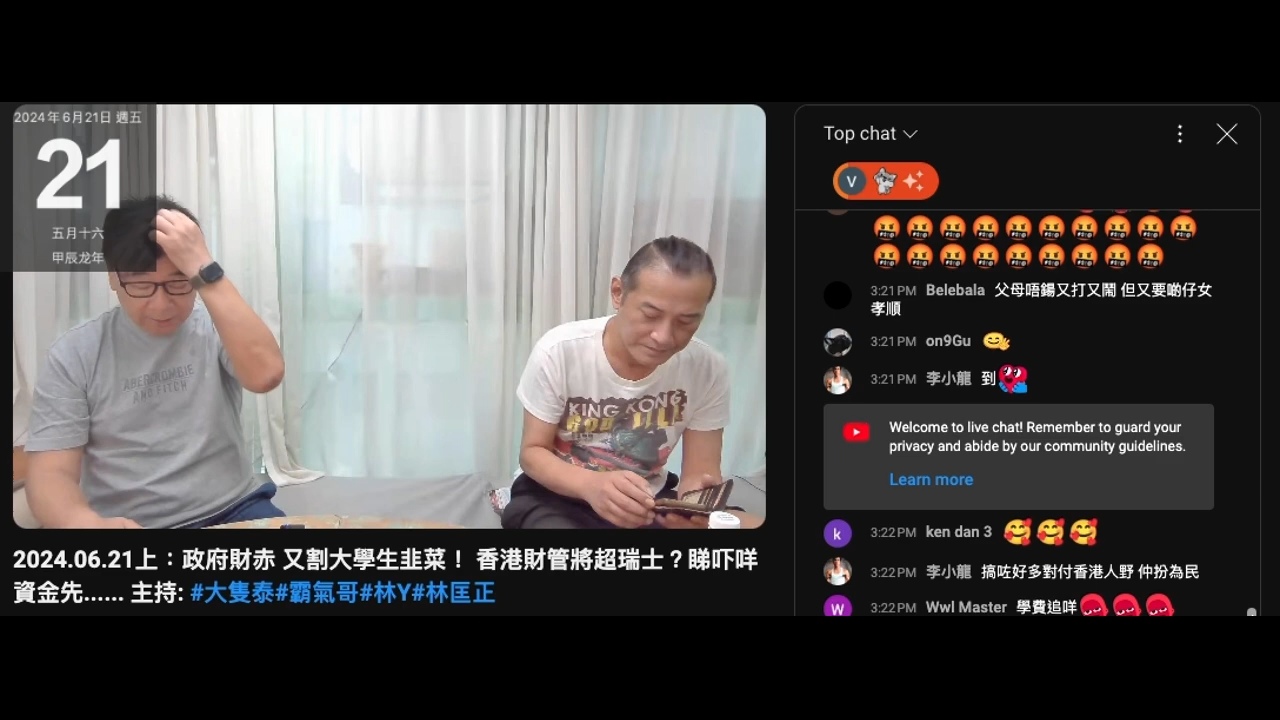 2024年6月21日 週五
21
五月十六
甲辰龙年
ABERCROMBIE
AND FITCH
KING KONG
2024.06.21上：政府財赤 又割大學生韭菜！ 香港財管將超瑞士？睇吓咩
資金先…... 主持: #大隻泰#霸氣哥#林Y#林匡正
Top chat
V
3:21 PM Belebala 父母唔錫又打又鬧 但又要啲仔女
孝順
3:21 PM on9Gu
3:21 PM 李小龍 到
Welcome to live chat! Remember to guard your
privacy and abide by our community guidelines.
Learn more
k
3:22 PM ken dan 3
3:22 PM 李小龍 搞咗好多對付香港人野 仲扮為民
W
3:22 PM Wwl Master 學費追咩